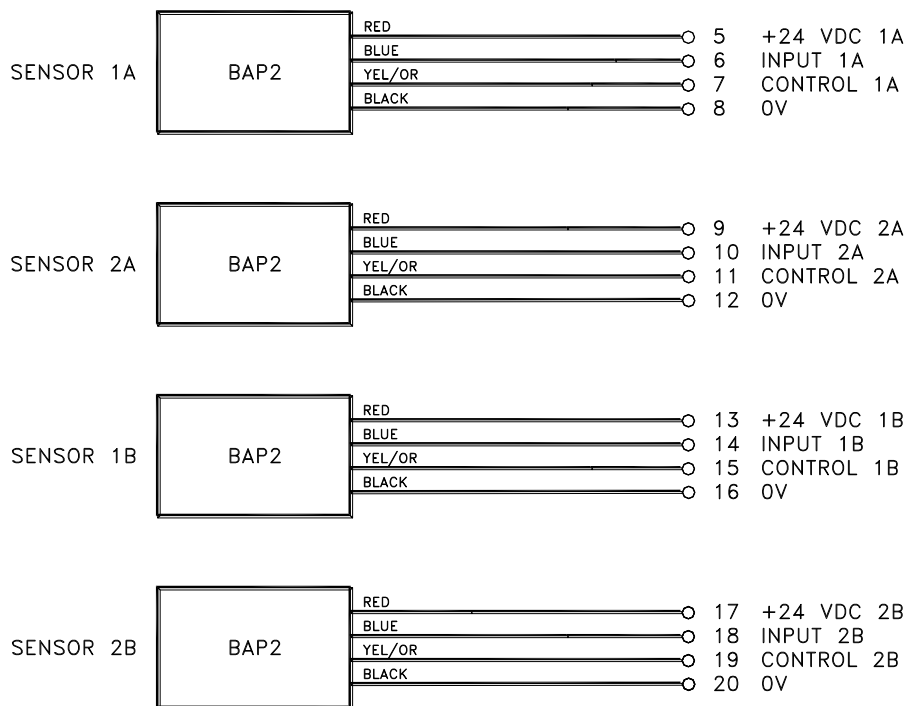 RED 5 +24 VDC 1A
BLUE 6 INPUT 1A
SENSOR 1A BAP2 YEL/OR 7 CONTROL 1A
BLACK 8 0V
RED 9 +24 VDC 2A
BLUE 10 INPUT 2A
SENSOR 2A BAP2 YEL/OR 11 CONTROL 2A
BLACK 12 0V
RED 13 +24 VDC 1B
BLUE 14 INPUT 1B
SENSOR 1B BAP2 YEL/OR 15 CONTROL 1B
BLACK 16 0V
RED 17 +24 VDC 2B
BLUE 18 INPUT 2B
SENSOR 2B BAP2 YEL/OR 19 CONTROL 2B
BLACK 20 0V